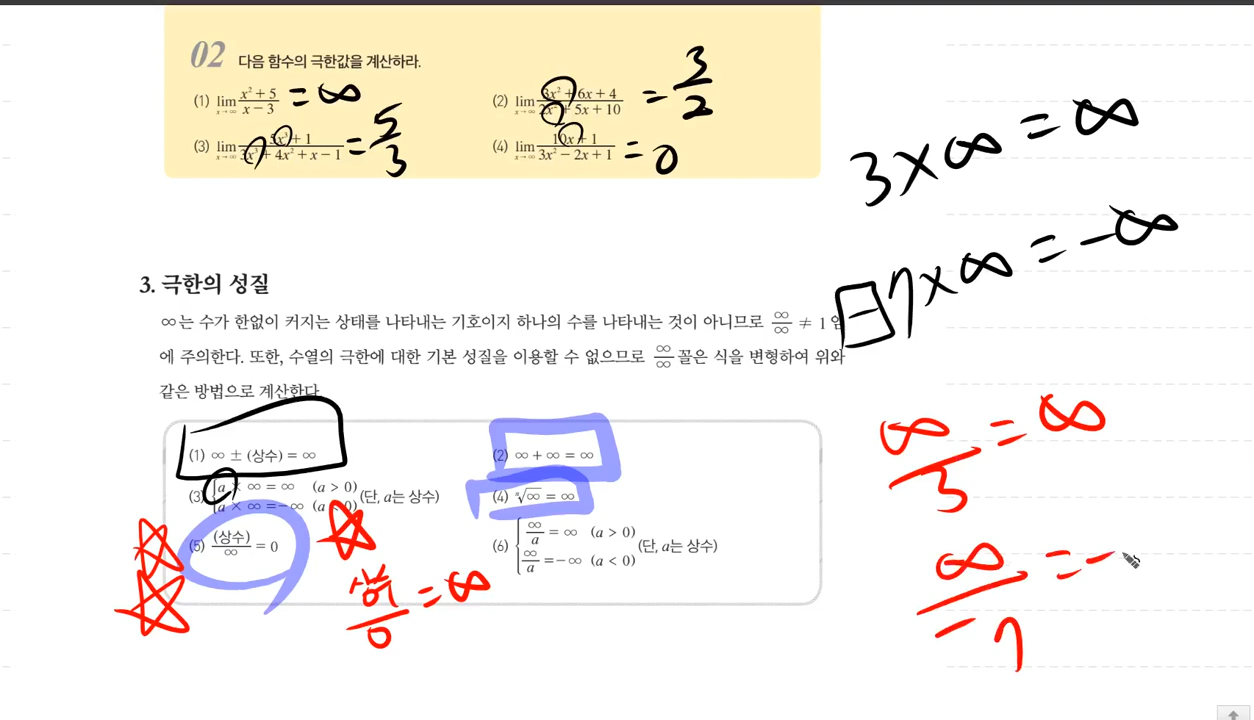 02 다음 함수의 극한값을 계산하라.
(1) lim x→∞ (x² + 5)/(x − 3) = ∞
(2) lim x→∞ (3x² + 6x + 4)/(2x² + 5x + 10) = 3/2
(3) lim x→∞ (5x³ + 1)/(3x³ + 4x² + x − 1) = 5/3
(4) lim x→∞ (10x + 1)/(3x² − 2x + 1) = 0
3 × ∞ = ∞
−7 × ∞ = −∞
3. 극한의 성질
∞는 수가 한없이 커지는 상태를 나타내는 기호이지 하나의 수를 나타내는 것이 아니므로 ∞/∞ ≠ 1 임
에 주의한다. 또한, 수열의 극한에 대한 기본 성질을 이용할 수 없으므로 ∞/∞ 꼴은 식을 변형하여 위와
같은 방법으로 계산한다.
(1) ∞ ± (상수) = ∞
(2) ∞ + ∞ = ∞
(3) a × ∞ = ∞ (a > 0)
a × ∞ = −∞ (a < 0) (단, a는 상수)
(4) ⁿ√∞ = ∞
(5) (상수)/∞ = 0
(6) ∞/a = ∞ (a > 0)
∞/a = −∞ (a < 0) (단, a는 상수)
상수/0 = ∞
∞/3 = ∞
∞/−7 = −